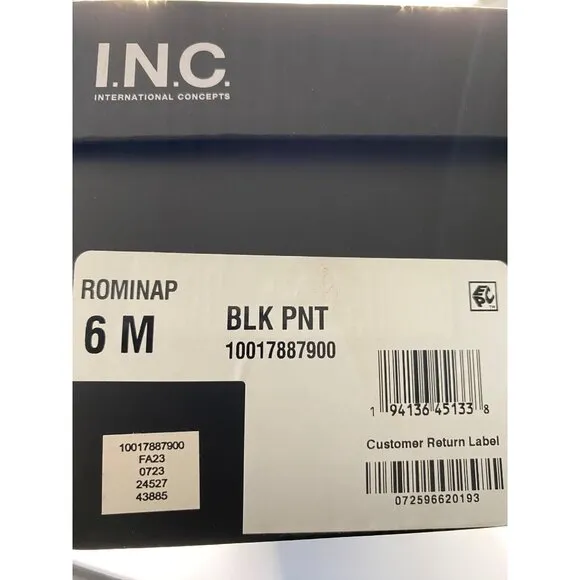 I.N.C.
INTERNATIONAL CONCEPTS
ROMINAP
6 M
BLK PNT
10017887900
1 94136 45133 8
Customer Return Label
072596620193
10017887900
FA23
0723
24527
43885